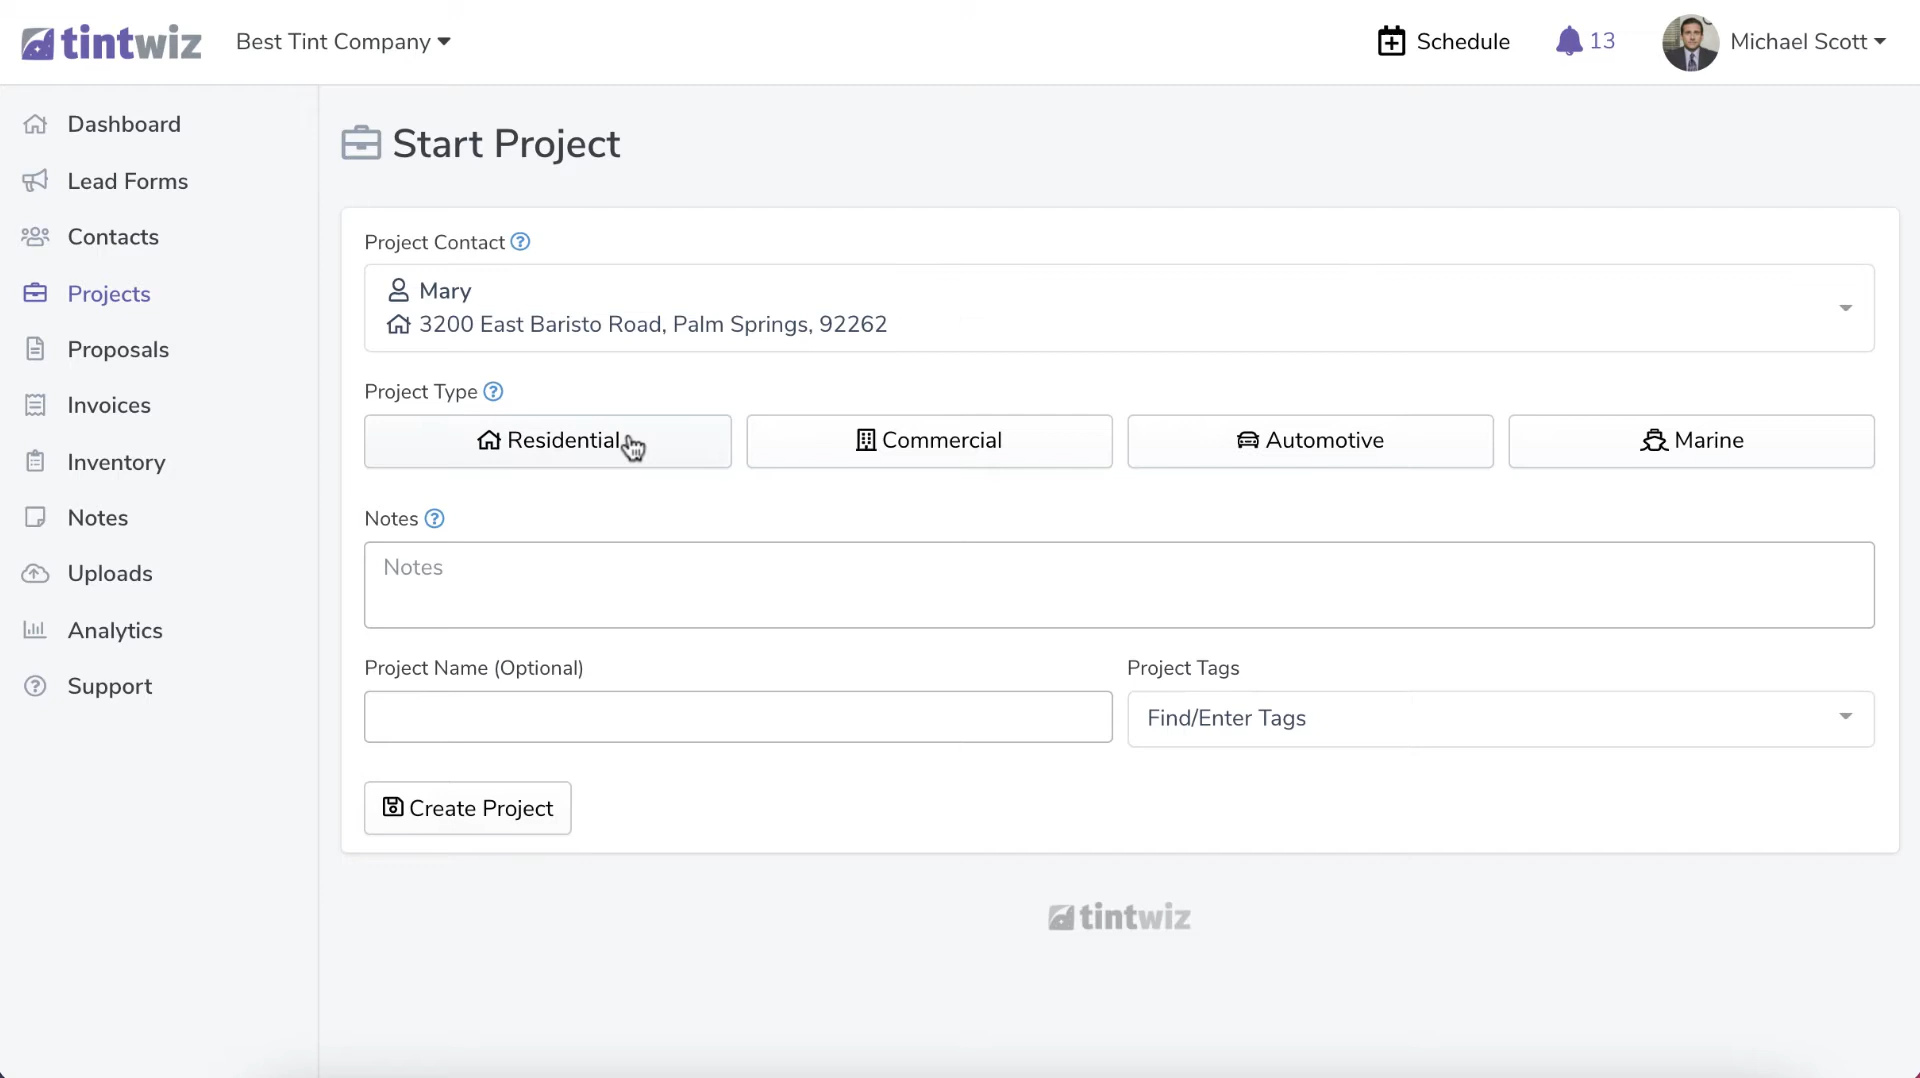 tintwiz
Best Tint Company
Schedule
13
Michael Scott
Dashboard
Lead Forms
Contacts
Projects
Proposals
Invoices
Inventory
Notes
Uploads
Analytics
Support
Start Project
Project Contact ?
Mary
3200 East Baristo Road, Palm Springs, 92262
Project Type ?
Residential
Commercial
Automotive
Marine
Notes ?
Notes
Project Name (Optional)
Project Tags
Find/Enter Tags
Create Project
tintwiz